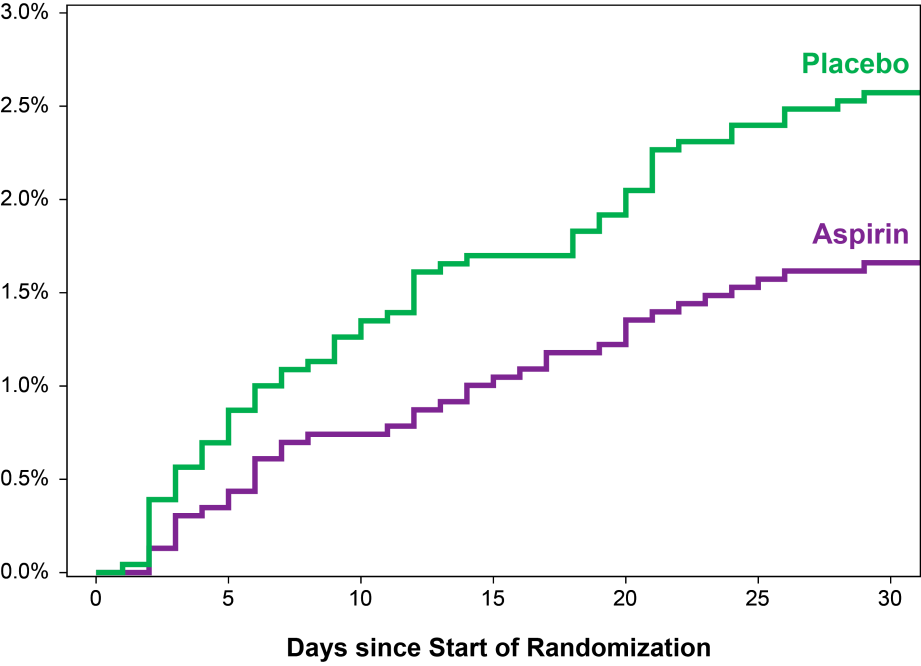 3.0%
Placebo
2.5%
2.0%
Aspirin
1.5%
1.0%
0.5%
0.0%
0 5 10 15 20 25 30
Days since Start of Randomization